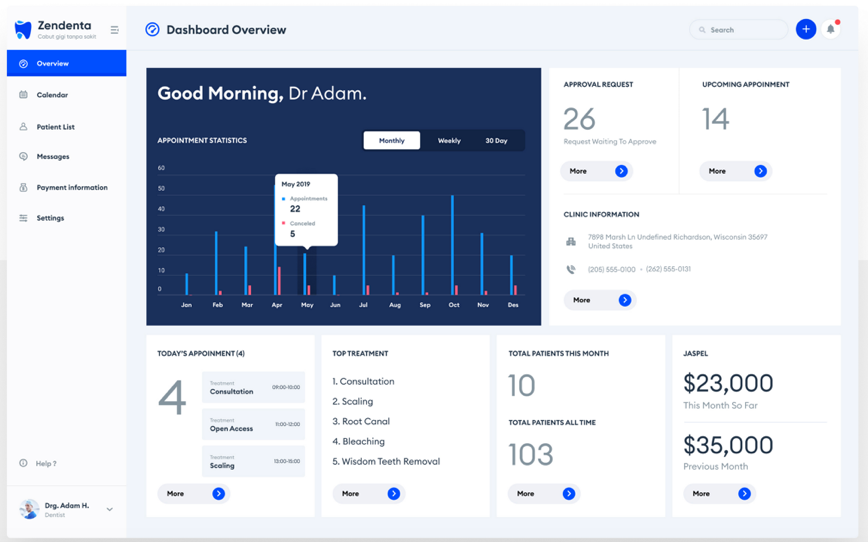 Zendenta
Cabut gigi tanpa sakit
Overview
Calendar
Patient List
Messages
Payment information
Settings
Help ?
Drg. Adam H.
Dentist
Dashboard Overview
Search
Good Morning, Dr Adam.
APPOINTMENT STATISTICS
Monthly Weekly 30 Day
60
50
40
30
20
10
0
May 2019
Appointments
22
Canceled
5
Jan Feb Mar Apr May Jun Jul Aug Sep Oct Nov Des
APPROVAL REQUEST
26
Request Waiting To Approve
More
UPCOMING APPOINMENT
14
More
CLINIC INFORMATION
7898 Marsh Ln Undefined Richardson, Wisconsin 35697
United States
(205) 555-0100 • (262) 555-0131
More
TODAY'S APPOINMENT (4)
4
Treatment
Consultation 09:00-10:00
Treatment
Open Access 11:00-12:00
Treatment
Scaling 13:00-15:00
More
TOP TREATMENT
1. Consultation
2. Scaling
3. Root Canal
4. Bleaching
5. Wisdom Teeth Removal
More
TOTAL PATIENTS THIS MONTH
10
TOTAL PATIENTS ALL TIME
103
More
JASPEL
$23,000
This Month So Far
$35,000
Previous Month
More